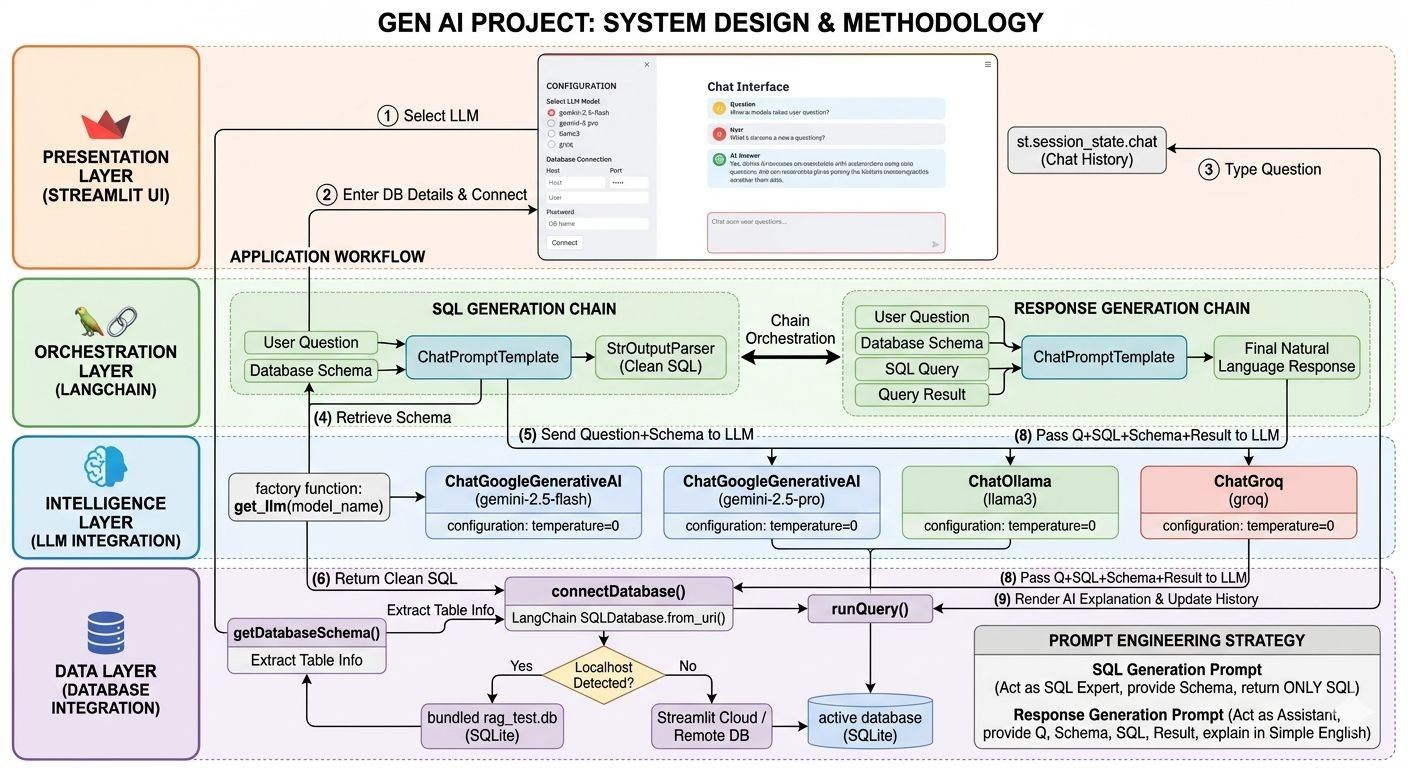 GEN AI PROJECT: SYSTEM DESIGN & METHODOLOGY
PRESENTATION
LAYER
(STREAMLIT UI)
1 Select LLM
2 Enter DB Details & Connect
APPLICATION WORKFLOW
CONFIGURATION
Select LLM Model
Database Connection
Host Port
Host •••••
User
DB Name
Connect
Chat Interface
Question
st.session_state.chat
(Chat History)
3 Type Question
ORCHESTRATION
LAYER
(LANGCHAIN)
SQL GENERATION CHAIN
User Question
Database Schema
ChatPromptTemplate
StrOutputParser
(Clean SQL)
(4) Retrieve Schema
Chain
Orchestration
RESPONSE GENERATION CHAIN
User Question
Database Schema
SQL Query
Query Result
ChatPromptTemplate
Final Natural
Language Response
(5) Send Question+Schema to LLM
(8) Pass Q+SQL+Schema+Result to LLM
INTELLIGENCE
LAYER
(LLM INTEGRATION)
factory function:
get_llm(model_name)
ChatGoogleGenerativeAI
(gemini-2.5-flash)
configuration: temperature=0
ChatGoogleGenerativeAI
(gemini-2.5-pro)
configuration: temperature=0
ChatOllama
(llama3)
configuration: temperature=0
ChatGroq
(groq)
configuration: temperature=0
DATA LAYER
(DATABASE
INTEGRATION)
(6) Return Clean SQL
Extract Table Info
getDatabaseSchema()
Extract Table Info
connectDatabase()
LangChain SQLDatabase.from_uri()
runQuery()
(8) Pass Q+SQL+Schema+Result to LLM
(9) Render AI Explanation & Update History
Yes
Localhost
Detected?
No
bundled rag_test.db
(SQLite)
Streamlit Cloud /
Remote DB
active database
(SQLite)
PROMPT ENGINEERING STRATEGY
SQL Generation Prompt
(Act as SQL Expert, provide Schema, return ONLY SQL)
Response Generation Prompt (Act as Assistant,
provide Q, Schema, SQL, Result, explain in Simple English)